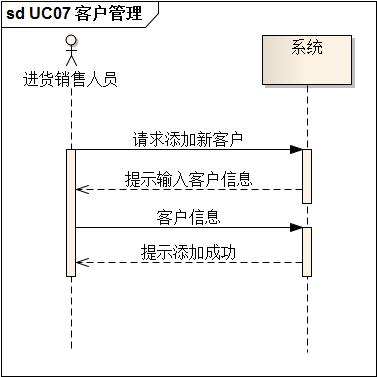 sd UC07 客户管理
进货销售人员
系统
请求添加新客户
提示输入客户信息
客户信息
提示添加成功